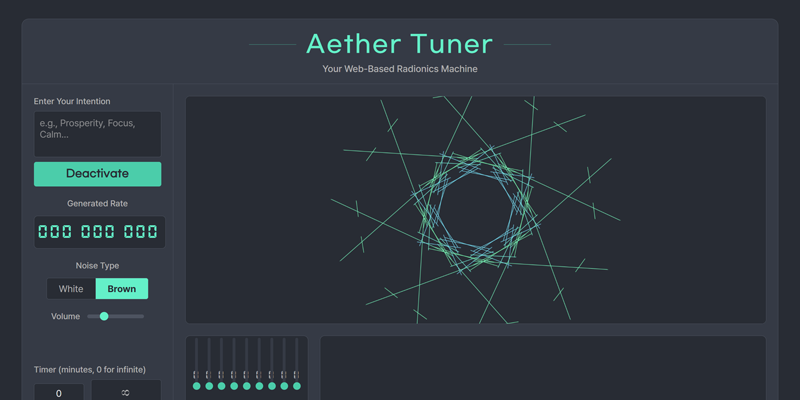 Aether Tuner
Your Web-Based Radionics Machine
Enter Your Intention
e.g., Prosperity, Focus,
Calm...
Deactivate
Generated Rate
000 000 000
Noise Type
White Brown
Volume
Timer (minutes, 0 for infinite)
0 ∞